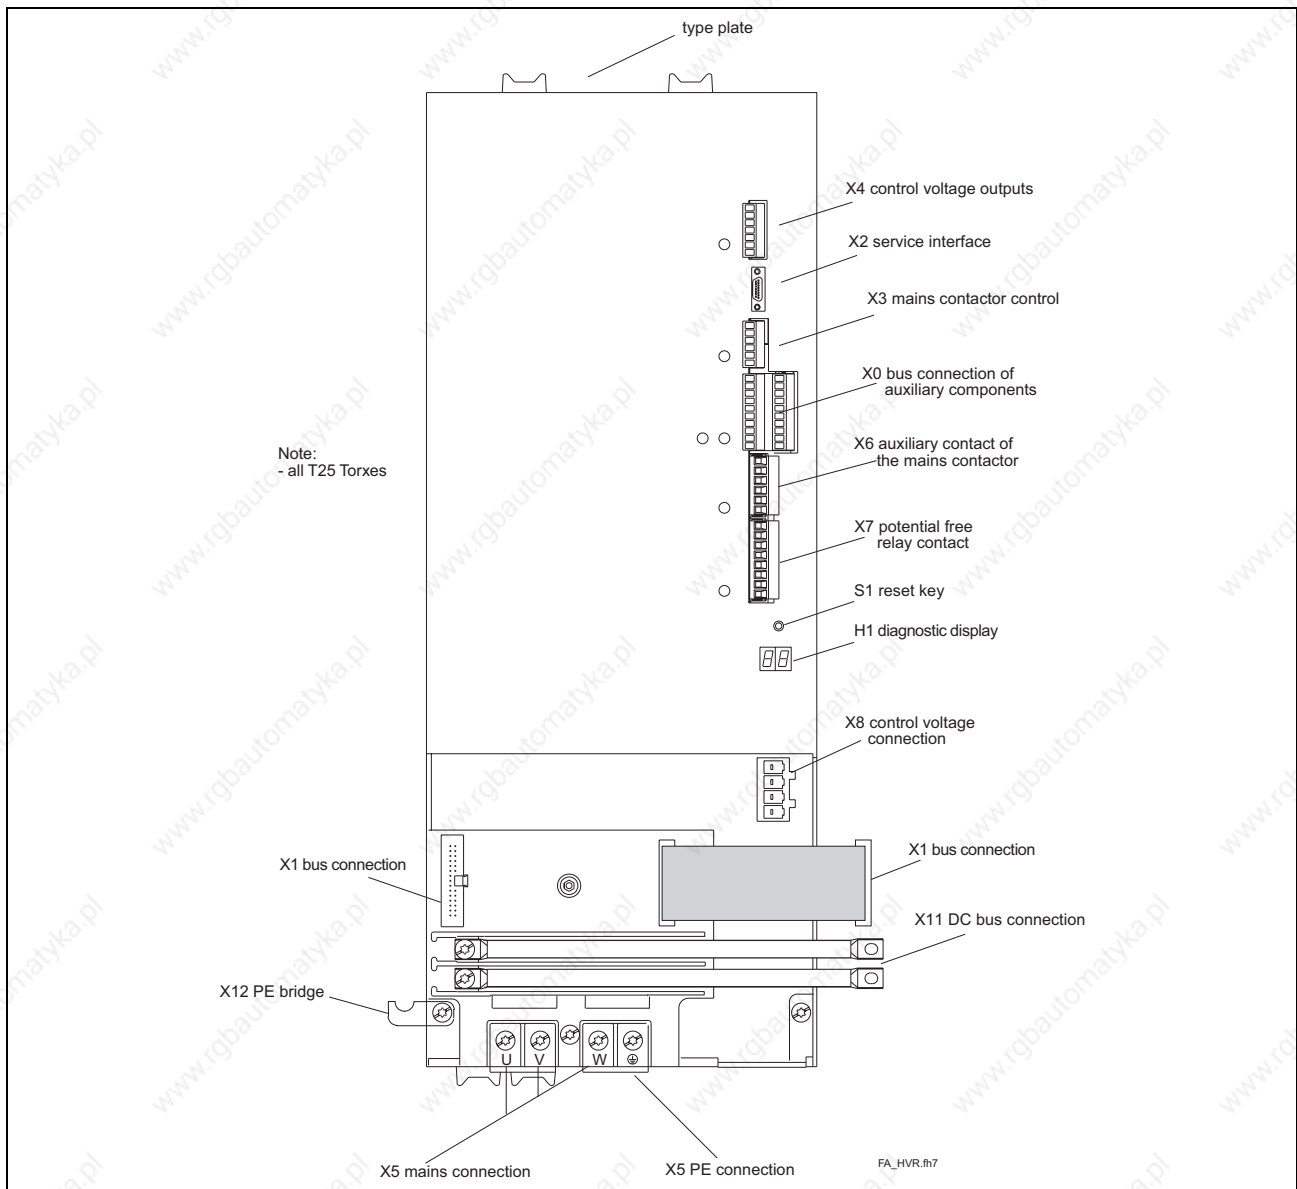 type plate
X4 control voltage outputs
X2 service interface
X3 mains contactor control
X0 bus connection of
auxiliary components
X6 auxiliary contact of
the mains contactor
Note:
- all T25 Torxes
X7 potential free
relay contact
S1 reset key
H1 diagnostic display
X8 control voltage
connection
X1 bus connection
X1 bus connection
X11 DC bus connection
X12 PE bridge
U V W
X5 mains connection
X5 PE connection
FA_HVR.fh7
www.rgbautomatyka.pl